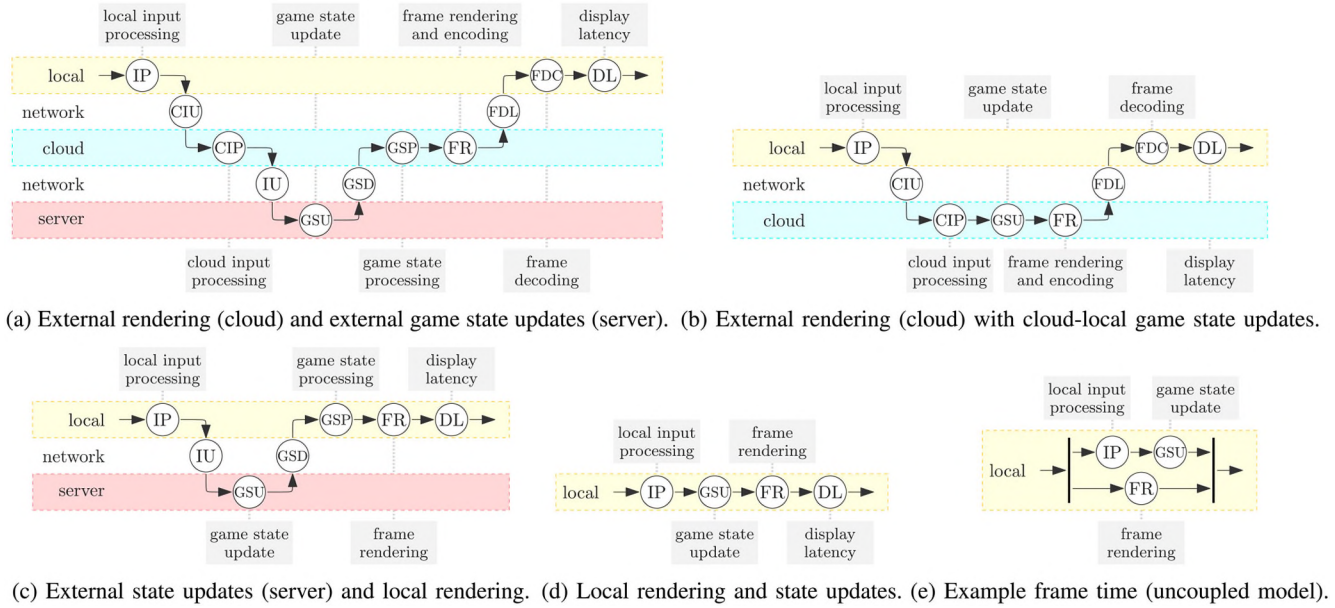 local input
processing
game state
update
frame rendering
and encoding
display
latency
local
IP
FDC
DL
network
CIU
FDL
cloud
CIP
GSP
FR
network
IU
GSD
server
GSU
cloud input
processing
game state
processing
frame
decoding
(a) External rendering (cloud) and external game state updates (server).
local input
processing
game state
update
frame
decoding
local
IP
FDC
DL
network
CIU
FDL
cloud
CIP
GSU
FR
cloud input
processing
frame rendering
and encoding
display
latency
(b) External rendering (cloud) with cloud-local game state updates.
local input
processing
game state
processing
display
latency
local
IP
GSP
FR
DL
network
IU
GSD
server
GSU
game state
update
frame
rendering
(c) External state updates (server) and local rendering.
local input
processing
frame
rendering
local
IP
GSU
FR
DL
game state
update
display
latency
(d) Local rendering and state updates.
local input
processing
game state
update
local
IP
GSU
FR
frame
rendering
(e) Example frame time (uncoupled model).